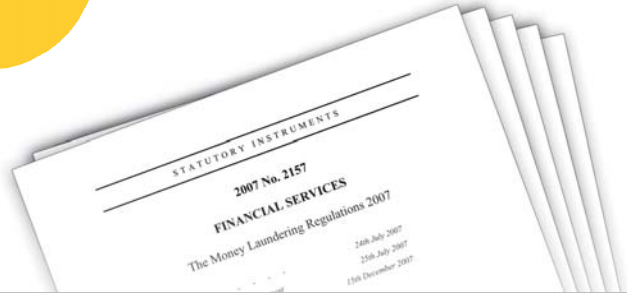 STATUTORY INSTRUMENTS
2007 No. 2157
FINANCIAL SERVICES
The Money Laundering Regulations 2007
24th July 2007
25th July 2007
15th December 2007